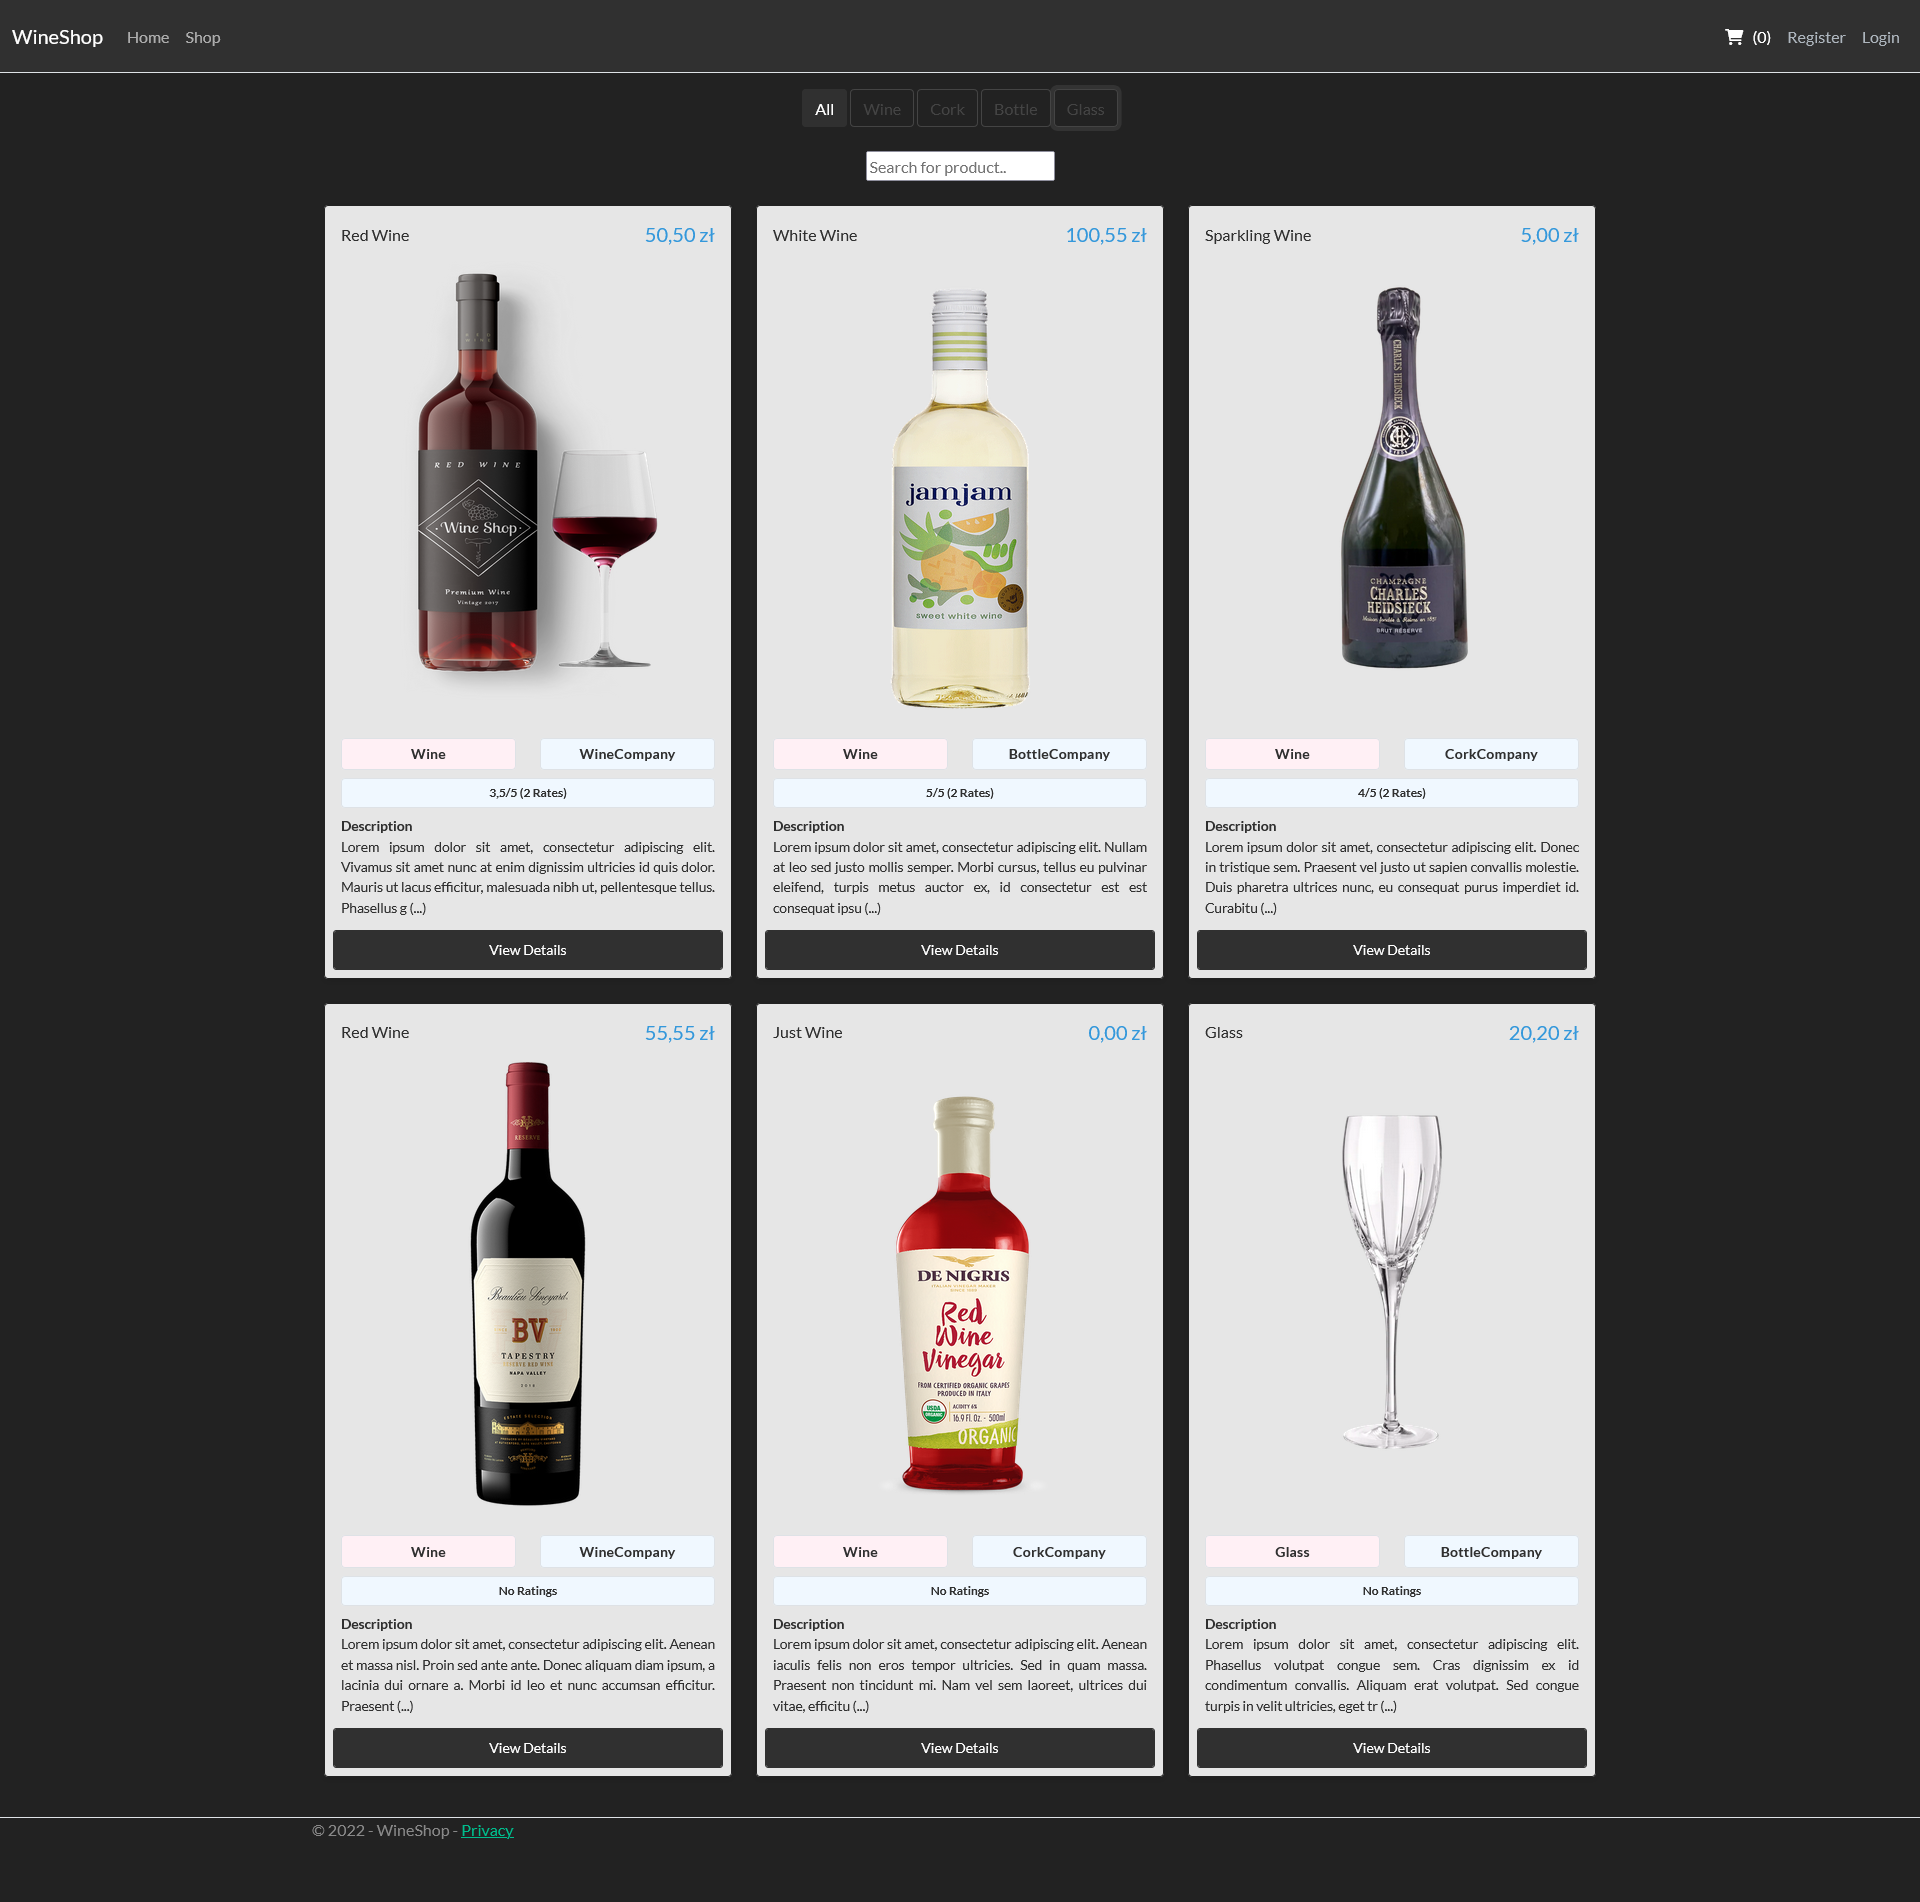 WineShop Home Shop (0) Register Login
All Wine Cork Bottle Glass
Search for product..
Red Wine 50,50 zł
RED WINE
Wine Shop
Premium Wine
Vintage 2017
Wine WineCompany
3,5/5 (2 Rates)
Description
Lorem ipsum dolor sit amet, consectetur adipiscing elit.
Vivamus sit amet nunc at enim dignissim ultricies id quis dolor.
Mauris ut lacus efficitur, malesuada nibh ut, pellentesque tellus.
Phasellus g (...)
View Details
White Wine 100,55 zł
jamjam
sweet white wine
Wine BottleCompany
5/5 (2 Rates)
Description
Lorem ipsum dolor sit amet, consectetur adipiscing elit. Nullam
at leo sed justo mollis semper. Morbi cursus, tellus eu pulvinar
eleifend, turpis metus auctor ex, id consectetur est est
consequat ipsu (...)
View Details
Sparkling Wine 5,00 zł
CHARLES HEIDSIECK
CHAMPAGNE
CHARLES
HEIDSIECK
BRUT RÉSERVE
Wine CorkCompany
4/5 (2 Rates)
Description
Lorem ipsum dolor sit amet, consectetur adipiscing elit. Donec
in tristique sem. Praesent vel justo ut sapien convallis molestie.
Duis pharetra ultrices nunc, eu consequat purus imperdiet id.
Curabitu (...)
View Details
Red Wine 55,55 zł
RESERVE
Beaulieu Vineyard
BV
TAPESTRY
RESERVE RED WINE
NAPA VALLEY
ESTATE SELECTION
Wine WineCompany
No Ratings
Description
Lorem ipsum dolor sit amet, consectetur adipiscing elit. Aenean
et massa nisl. Proin sed ante ante. Donec aliquam diam ipsum, a
lacinia dui ornare a. Morbi id leo et nunc accumsan efficitur.
Praesent (...)
View Details
Just Wine 0,00 zł
DE NIGRIS
ITALIAN VINEGAR MAKER
Red
Wine
Vinegar
FROM CERTIFIED ORGANIC GRAPES
PRODUCED IN ITALY
USDA
ORGANIC
ACIDITY 6%
16.9 Fl. Oz. - 500ml
ORGANIC
Wine CorkCompany
No Ratings
Description
Lorem ipsum dolor sit amet, consectetur adipiscing elit. Aenean
iaculis felis non eros tempor ultricies. Sed in quam massa.
Praesent non tincidunt mi. Nam vel sem laoreet, ultrices dui
vitae, efficitu (...)
View Details
Glass 20,20 zł
Glass BottleCompany
No Ratings
Description
Lorem ipsum dolor sit amet, consectetur adipiscing elit.
Phasellus volutpat congue sem. Cras dignissim ex id
condimentum convallis. Aliquam erat volutpat. Sed congue
turpis in velit ultricies, eget tr (...)
View Details
© 2022 - WineShop - Privacy